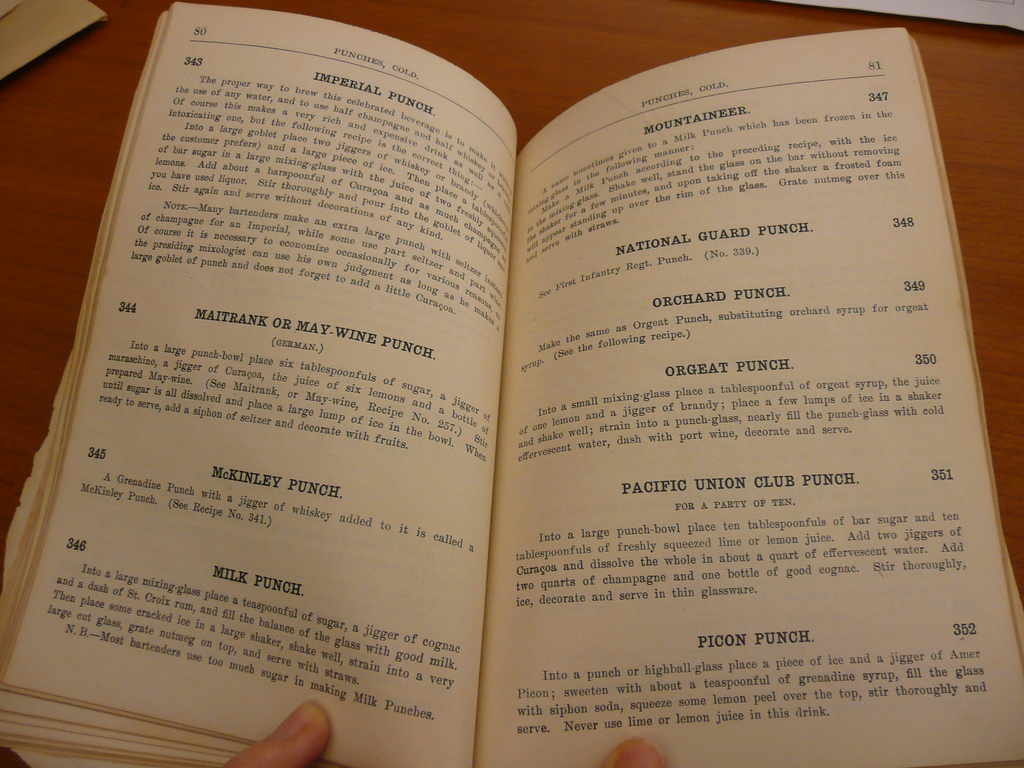 80
PUNCHES, COLD.
343
IMPERIAL PUNCH.
The proper way to brew this celebrated beverage is to make it
the use of any water, and to use half champagne and half whiskey or
Of course this makes a very rich and expensive drink as well as
intoxicating one, but the following recipe is the correct thing:—
Into a large goblet place two jiggers of whiskey or brandy (whichever
the customer prefers) and a large piece of ice. Then place a tablespoonful
of bar sugar in a large mixing-glass with the juice of two freshly squeezed
lemons. Add about a barspoonful of Curaçoa and as much champagne as
you have used liquor. Stir thoroughly and pour into the goblet of liquor and
ice. Stir again and serve without decorations of any kind.
NOTE.—Many bartenders make an extra large punch with seltzer instead
of champagne for an Imperial, while some use part seltzer and part wine.
Of course it is necessary to economize occasionally for various reasons, so
the presiding mixologist can use his own judgment as long as he makes a
large goblet of punch and does not forget to add a little Curaçoa.
344
MAITRANK OR MAY-WINE PUNCH.
(GERMAN.)
Into a large punch-bowl place six tablespoonfuls of sugar, a jigger of
maraschino, a jigger of Curaçoa, the juice of six lemons and a bottle of
prepared May-wine. (See Maitrank, or May-wine, Recipe No. 257.) Stir
until sugar is all dissolved and place a large lump of ice in the bowl. When
ready to serve, add a siphon of seltzer and decorate with fruits.
345
McKINLEY PUNCH.
A Grenadine Punch with a jigger of whiskey added to it is called a
McKinley Punch. (See Recipe No. 341.)
346
MILK PUNCH.
Into a large mixing-glass place a teaspoonful of sugar, a jigger of cognac
and a dash of St. Croix rum, and fill the balance of the glass with good milk.
Then place some cracked ice in a large shaker, shake well, strain into a very
large cut glass, grate nutmeg on top, and serve with straws.
N. B.—Most bartenders use too much sugar in making Milk Punches.
81
PUNCHES, COLD.
347
MOUNTAINEER.
A name sometimes given to a Milk Punch which has been frozen in the
mixing-glass in the following manner:
Make a Milk Punch according to the preceding recipe, with the ice
in the mixing-glass. Shake well, stand the glass on the bar without removing
the shaker for a few minutes, and upon taking off the shaker a frosted foam
will appear standing up over the rim of the glass. Grate nutmeg over this
and serve with straws.
348
NATIONAL GUARD PUNCH.
See First Infantry Regt. Punch. (No. 339.)
349
ORCHARD PUNCH.
Make the same as Orgeat Punch, substituting orchard syrup for orgeat
syrup. (See the following recipe.)
350
ORGEAT PUNCH.
Into a small mixing-glass place a tablespoonful of orgeat syrup, the juice
of one lemon and a jigger of brandy; place a few lumps of ice in a shaker
and shake well; strain into a punch-glass, nearly fill the punch-glass with cold
effervescent water, dash with port wine, decorate and serve.
351
PACIFIC UNION CLUB PUNCH.
FOR A PARTY OF TEN.
Into a large punch-bowl place ten tablespoonfuls of bar sugar and ten
tablespoonfuls of freshly squeezed lime or lemon juice. Add two jiggers of
Curaçoa and dissolve the whole in about a quart of effervescent water. Add
two quarts of champagne and one bottle of good cognac. Stir thoroughly,
ice, decorate and serve in thin glassware.
352
PICON PUNCH.
Into a punch or highball-glass place a piece of ice and a jigger of Amer
Picon; sweeten with about a teaspoonful of grenadine syrup, fill the glass
with siphon soda, squeeze some lemon peel over the top, stir thoroughly and
serve. Never use lime or lemon juice in this drink.